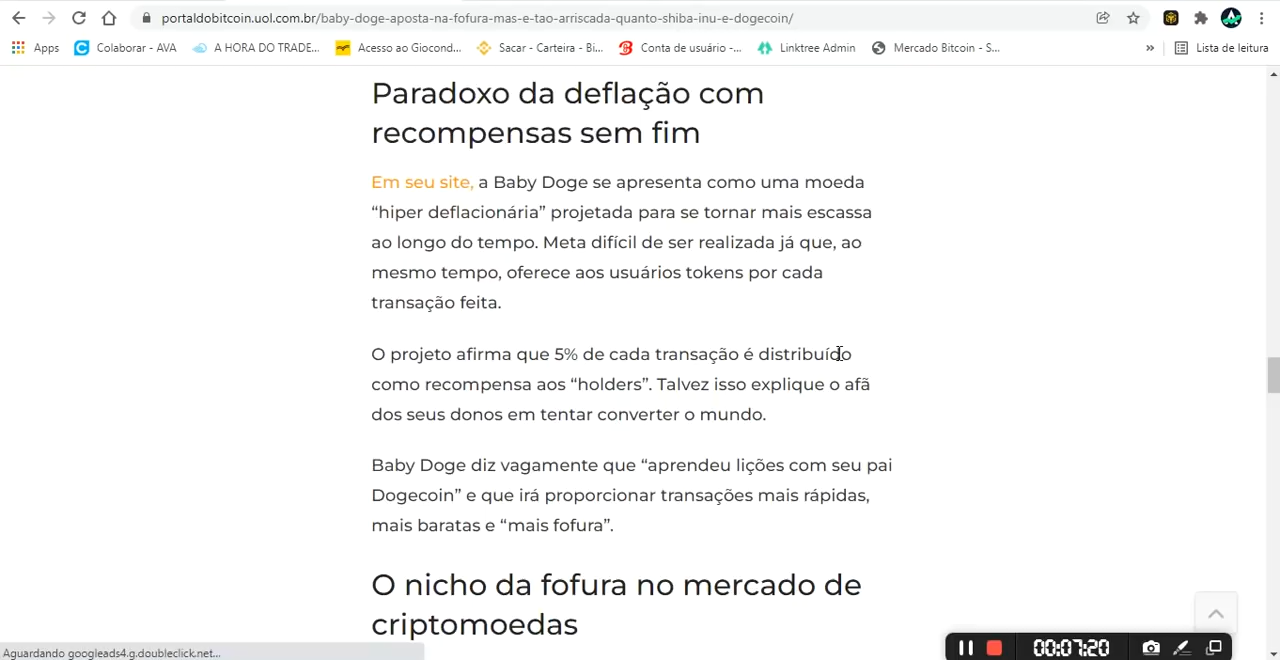 portaldobitcoin.uol.com.br/baby-doge-aposta-na-fofura-mas-e-tao-arriscada-quanto-shiba-inu-e-dogecoin/
Apps Colaborar - AVA A HORA DO TRADE... Acesso ao Giocond... Sacar - Carteira - Bi... Conta de usuário -... Linktree Admin Mercado Bitcoin - S... » Lista de leitura
Paradoxo da deflação com
recompensas sem fim
Em seu site, a Baby Doge se apresenta como uma moeda
“hiper deflacionária” projetada para se tornar mais escassa
ao longo do tempo. Meta difícil de ser realizada já que, ao
mesmo tempo, oferece aos usuários tokens por cada
transação feita.
O projeto afirma que 5% de cada transação é distribuído
como recompensa aos “holders”. Talvez isso explique o afã
dos seus donos em tentar converter o mundo.
Baby Doge diz vagamente que “aprendeu lições com seu pai
Dogecoin” e que irá proporcionar transações mais rápidas,
mais baratas e “mais fofura”.
O nicho da fofura no mercado de
criptomoedas
Aguardando googleads4.g.doubleclick.net...
00:07:20